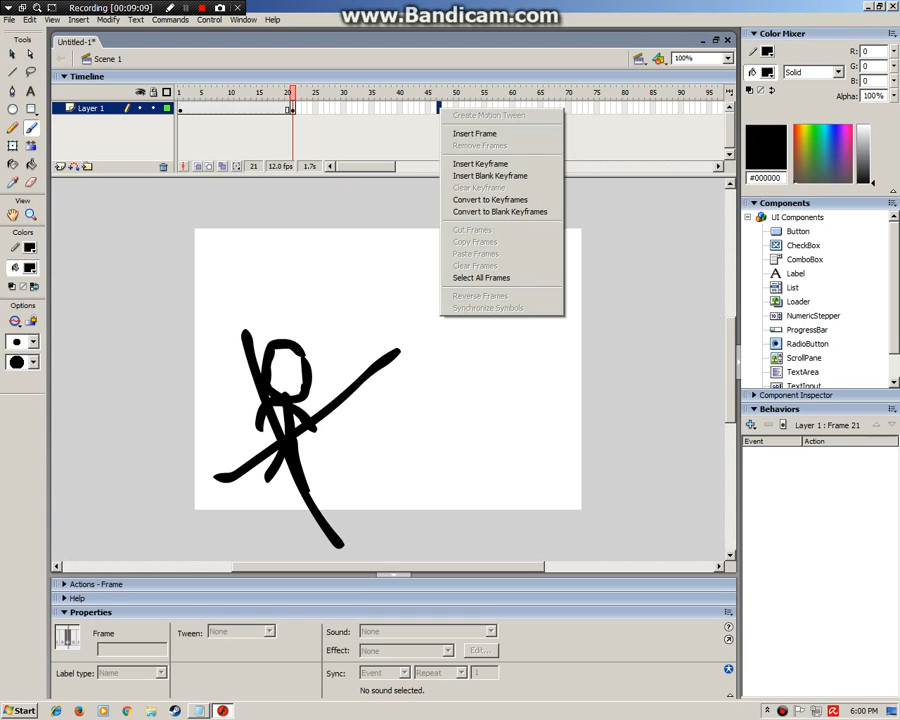 Recording [00:09:09]
www.Bandicam.com
File Edit View Insert Modify Text Commands Control Window Help
Tools
Untitled-1*
Color Mixer
Scene 1
100%
R: 0
Solid
G: 0
B: 0
Alpha: 100%
#000000
Timeline
1 5 10 15 20 25 30 35 40 45 50 55 60 65 70 75 80 85 90 95
Layer 1
21 12.0 fps 1.7s
Create Motion Tween
Insert Frame
Remove Frames
Insert Keyframe
Insert Blank Keyframe
Clear Keyframe
Convert to Keyframes
Convert to Blank Keyframes
Cut Frames
Copy Frames
Paste Frames
Clear Frames
Select All Frames
Reverse Frames
Synchronize Symbols
View
Colors
Options
Components
UI Components
Button
CheckBox
ComboBox
Label
List
Loader
NumericStepper
ProgressBar
RadioButton
ScrollPane
TextArea
TextInput
Component Inspector
Behaviors
Layer 1 : Frame 21
Event Action
Actions - Frame
Help
Properties
Frame
Tween: None
Sound: None
Effect: None Edit...
Label type: Name
Sync: Event Repeat 1
No sound selected.
Start
6:00 PM